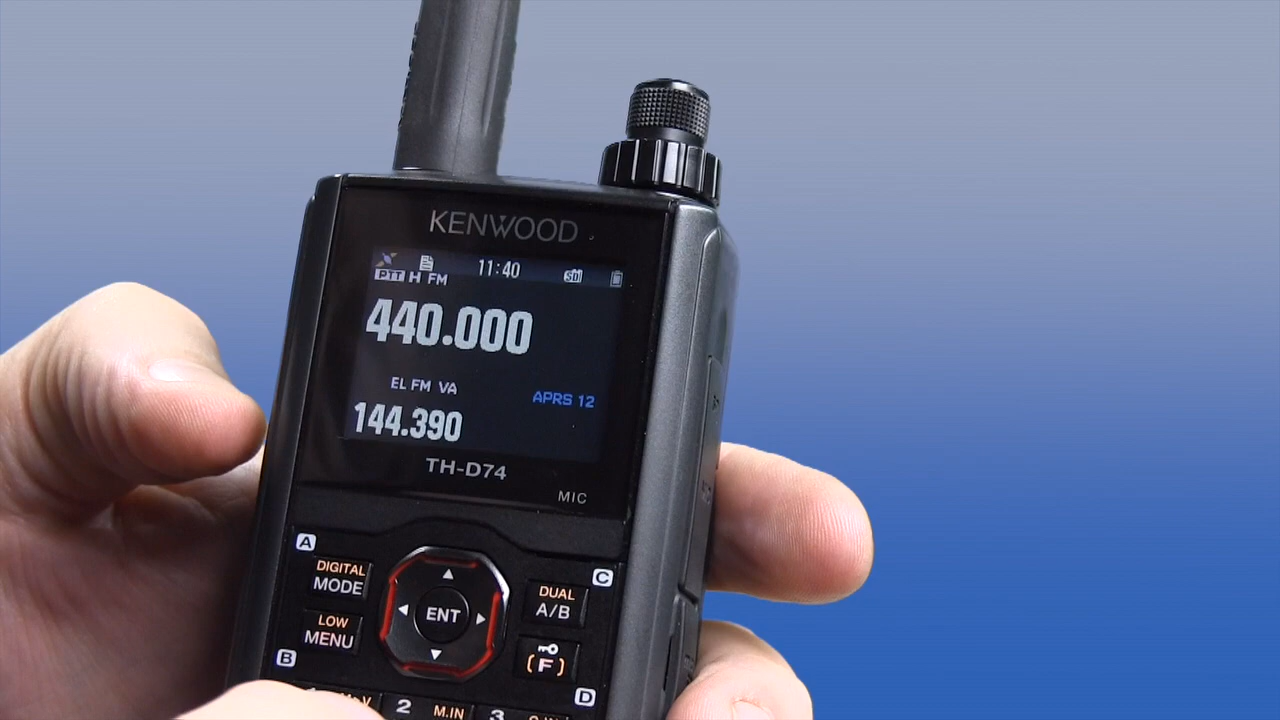 KENWOOD
11:40 SD
PTT H FM
440.000
EL FM VA
APRS 12
144.390
TH-D74
MIC
A
DIGITAL
MODE
C
DUAL
A/B
ENT
LOW
MENU
F
B
D
2 M.IN 3